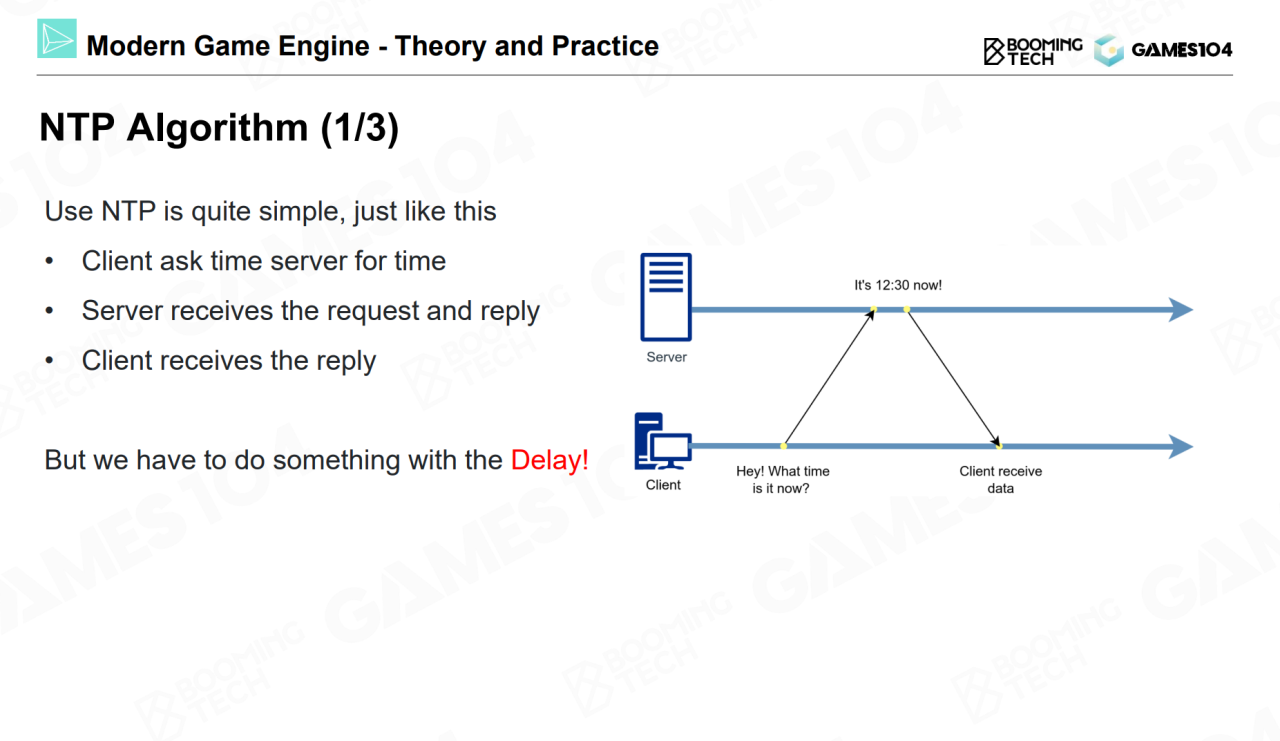 Modern Game Engine - Theory and Practice
BOOMING
TECH
GAMES104
NTP Algorithm (1/3)
Use NTP is quite simple, just like this
• Client ask time server for time
• Server receives the request and reply
• Client receives the reply
But we have to do something with the Delay!
It's 12:30 now!
Server
Client
Hey! What time
is it now?
Client receive
data